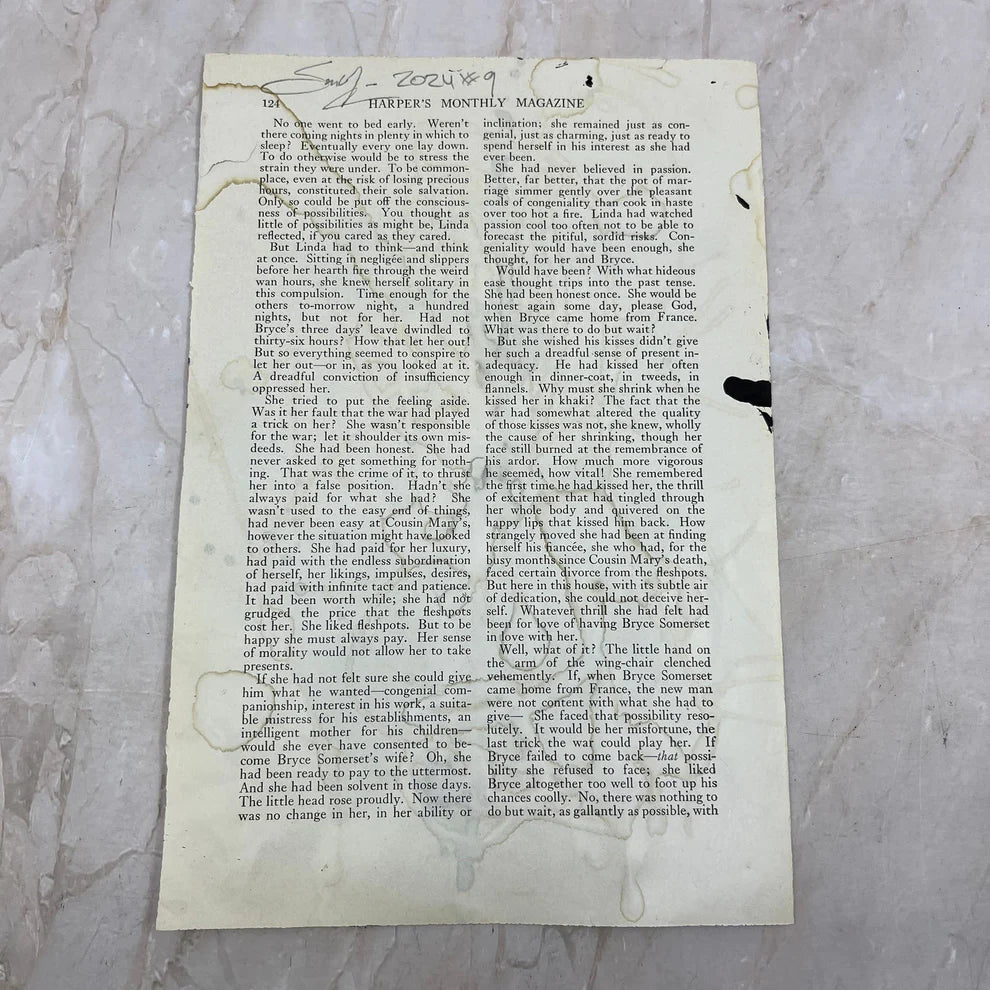 2024 #9
124 HARPER'S MONTHLY MAGAZINE
No one went to bed early. Weren't
there coming nights in plenty in which to
sleep? Eventually every one lay down.
To do otherwise would be to stress the
strain they were under. To be common-
place, even at the risk of losing precious
hours, constituted their sole salvation.
Only so could be put off the conscious-
ness of possibilities. You thought as
little of possibilities as might be, Linda
reflected, if you cared as they cared.
But Linda had to think—and think
at once. Sitting in negligée and slippers
before her hearth fire through the weird
wan hours, she knew herself solitary in
this compulsion. Time enough for the
others to-morrow night, a hundred
nights, but not for her. Had not
Bryce's three days' leave dwindled to
thirty-six hours? How that let her out!
But so everything seemed to conspire to
let her out—or in, as you looked at it.
A dreadful conviction of insufficiency
oppressed her.
She tried to put the feeling aside.
Was it her fault that the war had played
a trick on her? She wasn't responsible
for the war; let it shoulder its own mis-
deeds. She had been honest. She had
never asked to get something for noth-
ing. That was the crime of it, to thrust
her into a false position. Hadn't she
always paid for what she had? She
wasn't used to the easy end of things,
had never been easy at Cousin Mary's,
however the situation might have looked
to others. She had paid for her luxury,
had paid with the endless subordination
of herself, her likings, impulses, desires,
had paid with infinite tact and patience.
It had been worth while; she had not
grudged the price that the fleshpots
cost her. She liked fleshpots. But to be
happy she must always pay. Her sense
of morality would not allow her to take
presents.
If she had not felt sure she could give
him what he wanted—congenial com-
panionship, interest in his work, a suita-
ble mistress for his establishments, an
intelligent mother for his children—
would she ever have consented to be-
come Bryce Somerset's wife? Oh, she
had been ready to pay to the uttermost.
And she had been solvent in those days.
The little head rose proudly. Now there
was no change in her, in her ability or
inclination; she remained just as con-
genial, just as charming, just as ready to
spend herself in his interest as she had
ever been.
She had never believed in passion.
Better, far better, that the pot of mar-
riage simmer gently over the pleasant
coals of congeniality than cook in haste
over too hot a fire. Linda had watched
passion cool too often not to be able to
forecast the pitiful, sordid risks. Con-
geniality would have been enough, she
thought, for her and Bryce.
Would have been? With what hideous
ease thought trips into the past tense.
She had been honest once. She would be
honest again some day, please God,
when Bryce came home from France.
What was there to do but wait?
But she wished his kisses didn't give
her such a dreadful sense of present in-
adequacy. He had kissed her often
enough in dinner-coat, in tweeds, in
flannels. Why must she shrink when he
kissed her in khaki? The fact that the
war had somewhat altered the quality
of those kisses was not, she knew, wholly
the cause of her shrinking, though her
face still burned at the remembrance of
his ardor. How much more vigorous
he seemed, how vital! She remembered
the first time he had kissed her, the thrill
of excitement that had tingled through
her whole body and quivered on the
happy lips that kissed him back. How
strangely moved she had been at finding
herself his fiancée, she who had, for the
busy months since Cousin Mary's death,
faced certain divorce from the fleshpots.
But here in this house, with its subtle air
of dedication, she could not deceive her-
self. Whatever thrill she had felt had
been for love of having Bryce Somerset
in love with her.
Well, what of it? The little hand on
the arm of the wing-chair clenched
vehemently. If, when Bryce Somerset
came home from France, the new man
were not content with what she had to
give— She faced that possibility reso-
lutely. It would be her misfortune, the
last trick the war could play her. If
Bryce failed to come back—that possi-
bility she refused to face; she liked
Bryce altogether too well to foot up his
chances coolly. No, there was nothing to
do but wait, as gallantly as possible, with